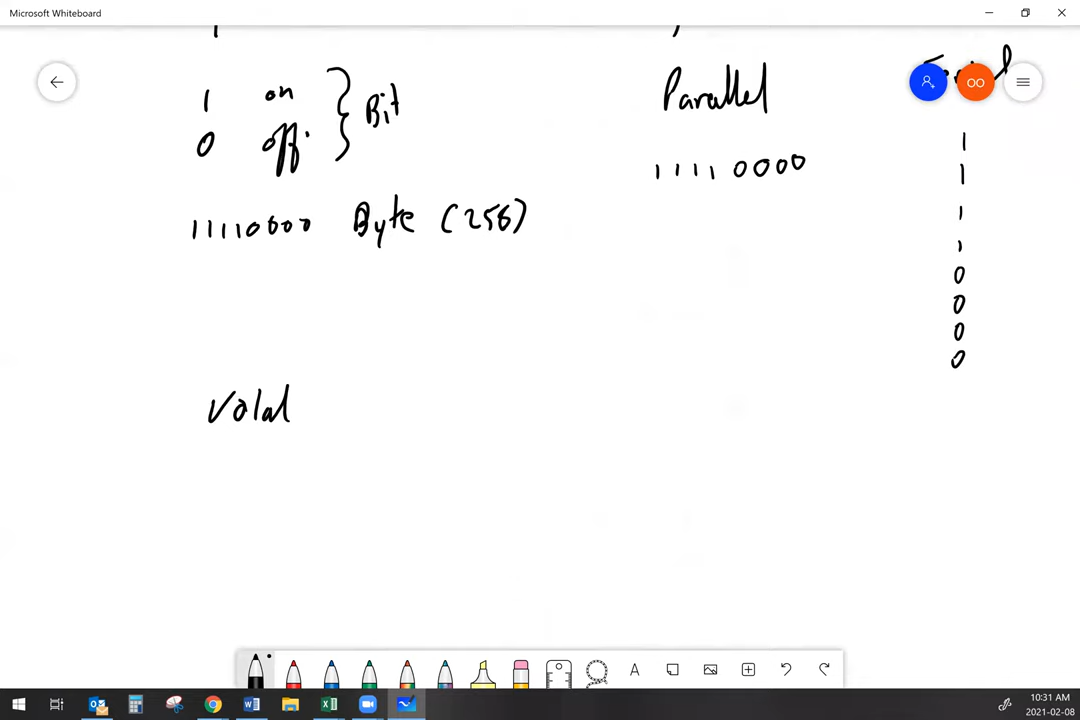 Microsoft Whiteboard
1 on
0 off
Bit
11110000 Byte (256)
Volat
Parallel
11110000
1
1
1
1
0
0
0
0
A
10:31 AM
2021-02-08